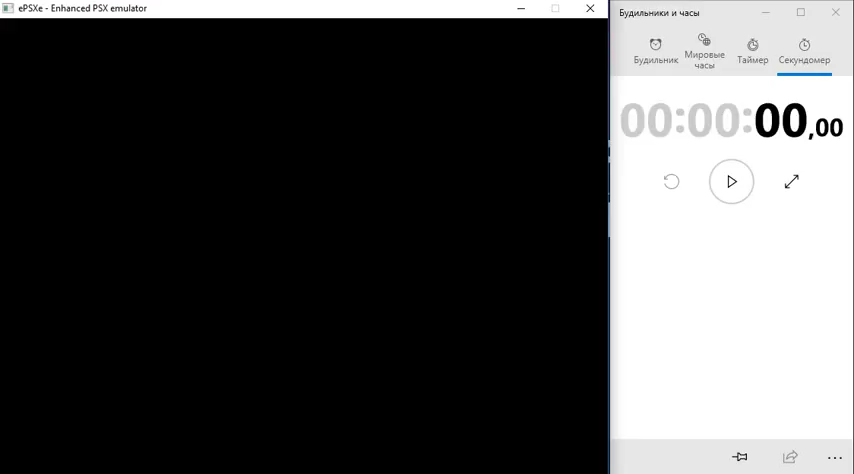 ePSXe - Enhanced PSX emulator
Будильники и часы
Будильник
Мировые
часы
Таймер
Секундомер
00:00:00,00